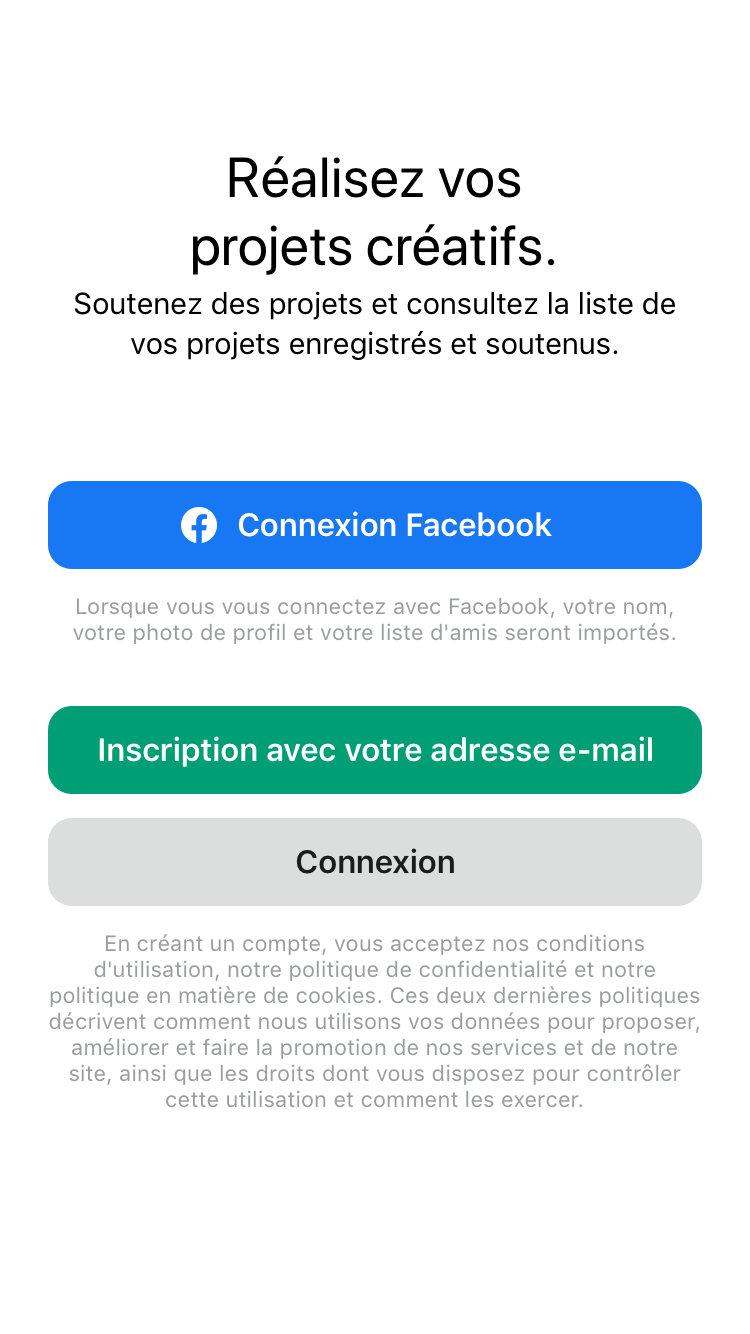 Réalisez vos
projets créatifs.
Soutenez des projets et consultez la liste de
vos projets enregistrés et soutenus.
Connexion Facebook
Lorsque vous vous connectez avec Facebook, votre nom,
votre photo de profil et votre liste d'amis seront importés.
Inscription avec votre adresse e-mail
Connexion
En créant un compte, vous acceptez nos conditions
d'utilisation, notre politique de confidentialité et notre
politique en matière de cookies. Ces deux dernières politiques
décrivent comment nous utilisons vos données pour proposer,
améliorer et faire la promotion de nos services et de notre
site, ainsi que les droits dont vous disposez pour contrôler
cette utilisation et comment les exercer.